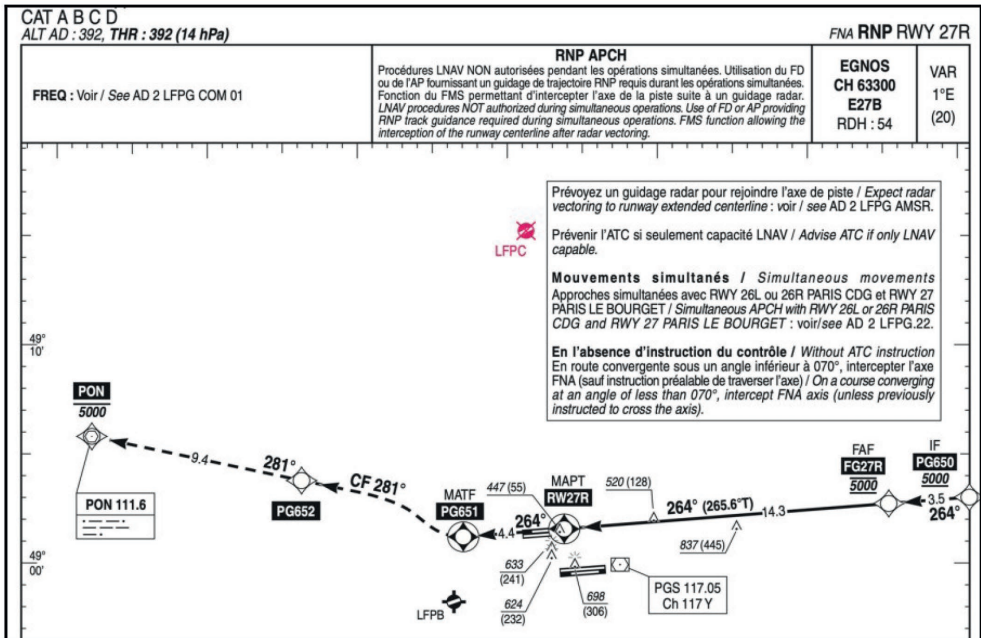 CAT A B C D
ALT AD : 392, THR : 392 (14 hPa)
FNA RNP RWY 27R
FREQ : Voir / See AD 2 LFPG COM 01
RNP APCH
Procédures LNAV NON autorisées pendant les opérations simultanées. Utilisation du FD
ou de l'AP fournissant un guidage de trajectoire RNP requis durant les opérations simultanées.
Fonction du FMS permettant d'intercepter l'axe de la piste suite à un guidage radar.
LNAV procedures NOT authorized during simultaneous operations. Use of FD or AP providing
RNP track guidance required during simultaneous operations. FMS function allowing the
interception of the runway centerline after radar vectoring.
EGNOS
CH 63300
E27B
RDH : 54
VAR
1°E
(20)
Prévoyez un guidage radar pour rejoindre l'axe de piste / Expect radar
vectoring to runway extended centerline : voir / see AD 2 LFPG AMSR.
Prévenir l'ATC si seulement capacité LNAV / Advise ATC if only LNAV
capable.
Mouvements simultanés / Simultaneous movements
Approches simultanées avec RWY 26L ou 26R PARIS CDG et RWY 27
PARIS LE BOURGET / Simultaneous APCH with RWY 26L or 26R PARIS
CDG and RWY 27 PARIS LE BOURGET : voir/see AD 2 LFPG.22.
En l'absence d'instruction du contrôle / Without ATC instruction
En route convergente sous un angle inférieur à 070°, intercepter l'axe
FNA (sauf instruction préalable de traverser l'axe) / On a course converging
at an angle of less than 070°, intercept FNA axis (unless previously
instructed to cross the axis).
LFPC
49°
10'
PON
5000
9.4
281°
CF 281°
PG652
PON 111.6
MATF
PG651
264°
4.4
447 (55)
MAPT
RW27R
520 (128)
264° (265.6°T)
14.3
837 (445)
FAF
FG27R
5000
IF
PG650
5000
3.5
264°
49°
00'
633
(241)
624
(232)
698
(306)
PGS 117.05
Ch 117 Y
LFPB